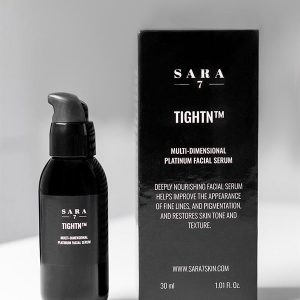 SARA
7
TIGHTN™
MULTI-DIMENSIONAL
PLATINUM FACIAL SERUM
SARA
7
TIGHTN™
MULTI-DIMENSIONAL
PLATINUM FACIAL SERUM
DEEPLY NOURISHING FACIAL SERUM
HELPS IMPROVE THE APPEARANCE
OF FINE LINES, AND PIGMENTATION,
AND RESTORES SKIN TONE AND
TEXTURE.
WWW.SARA7SKIN.COM
30 ml 1.01 fl. Oz.